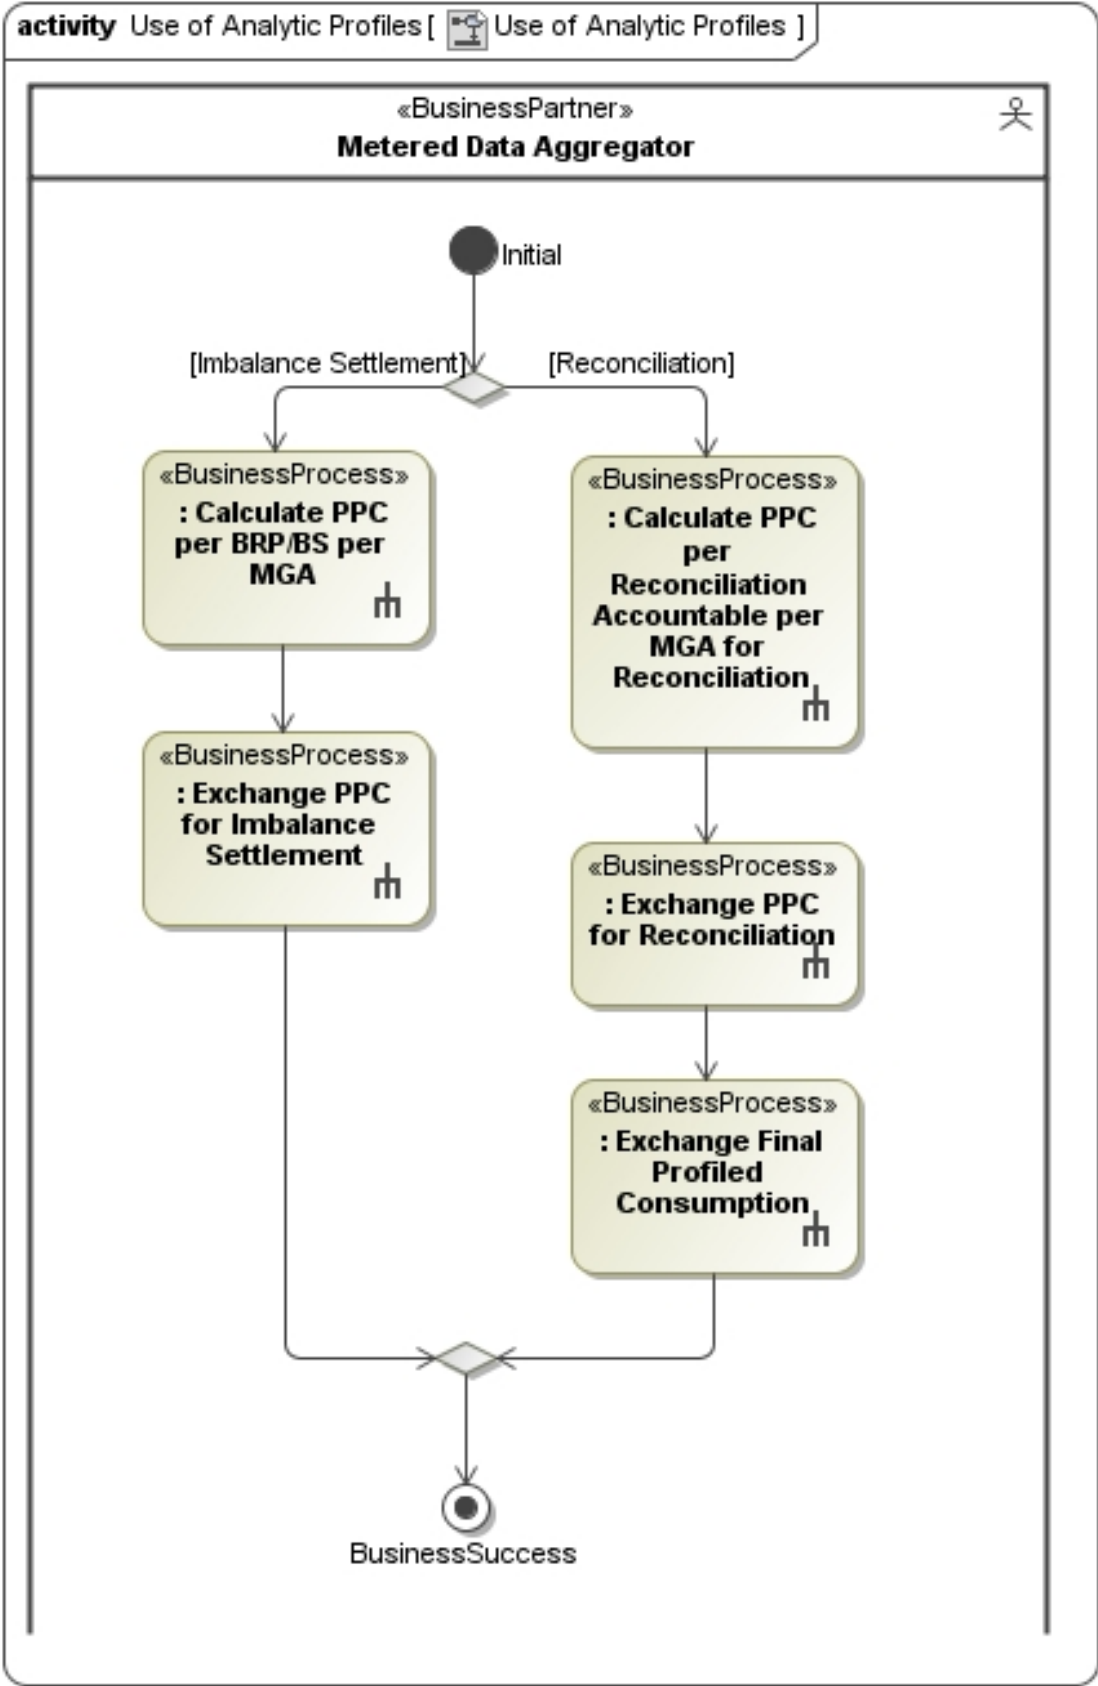 activity Use of Analytic Profiles [ Use of Analytic Profiles ]
«BusinessPartner»
Metered Data Aggregator
Initial
[Imbalance Settlement]
[Reconciliation]
«BusinessProcess»
: Calculate PPC
per BRP/BS per
MGA
«BusinessProcess»
: Calculate PPC
per
Reconciliation
Accountable per
MGA for
Reconciliation
«BusinessProcess»
: Exchange PPC
for Imbalance
Settlement
«BusinessProcess»
: Exchange PPC
for Reconciliation
«BusinessProcess»
: Exchange Final
Profiled
Consumption
BusinessSuccess